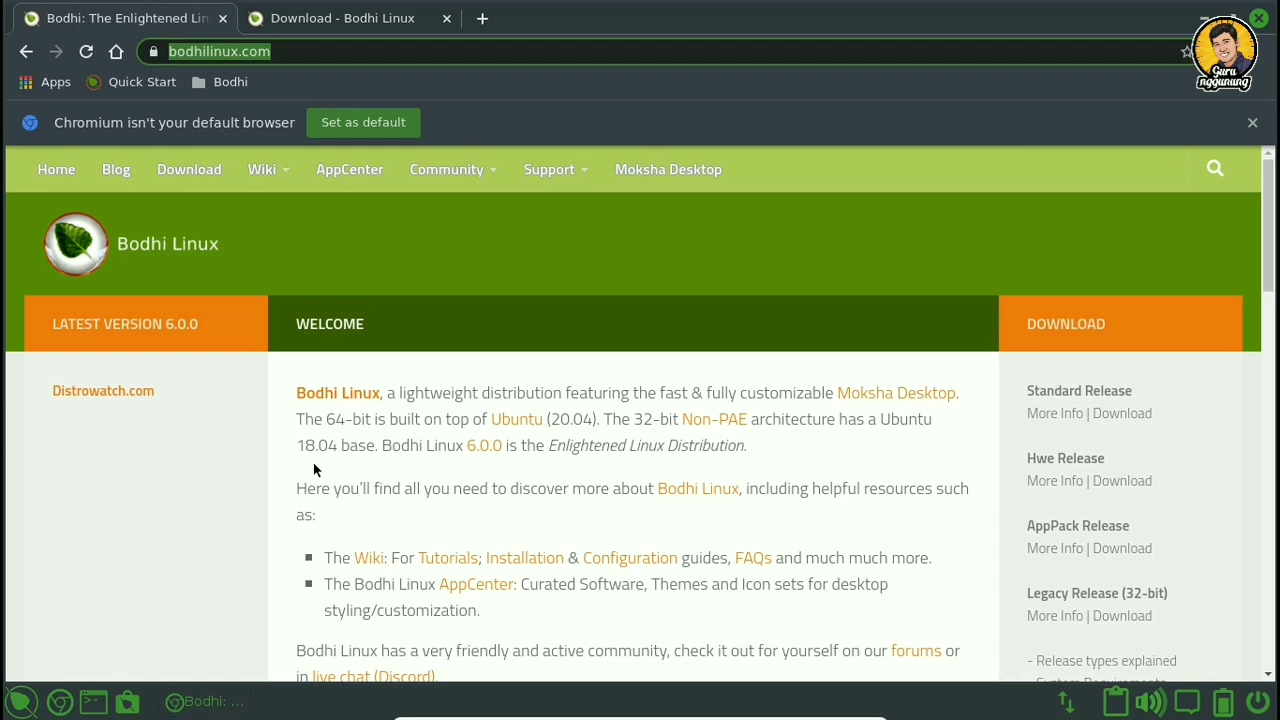 Bodhi: The Enlightened Lin
Download - Bodhi Linux
bodhilinux.com
Apps
Quick Start
Bodhi
Guru
nggunung
Chromium isn't your default browser
Set as default
Home
Blog
Download
Wiki
AppCenter
Community
Support
Moksha Desktop
Bodhi Linux
LATEST VERSION 6.0.0
Distrowatch.com
WELCOME
Bodhi Linux, a lightweight distribution featuring the fast & fully customizable Moksha Desktop.
The 64-bit is built on top of Ubuntu (20.04). The 32-bit Non-PAE architecture has a Ubuntu
18.04 base. Bodhi Linux 6.0.0 is the Enlightened Linux Distribution.
Here you'll find all you need to discover more about Bodhi Linux, including helpful resources such
as:
The Wiki: For Tutorials; Installation & Configuration guides, FAQs and much much more.
The Bodhi Linux AppCenter: Curated Software, Themes and Icon sets for desktop
styling/customization.
Bodhi Linux has a very friendly and active community, check it out for yourself on our forums or
in live chat (Discord).
DOWNLOAD
Standard Release
More Info | Download
Hwe Release
More Info | Download
AppPack Release
More Info | Download
Legacy Release (32-bit)
More Info | Download
- Release types explained
- System Requirements
Bodhi: ...